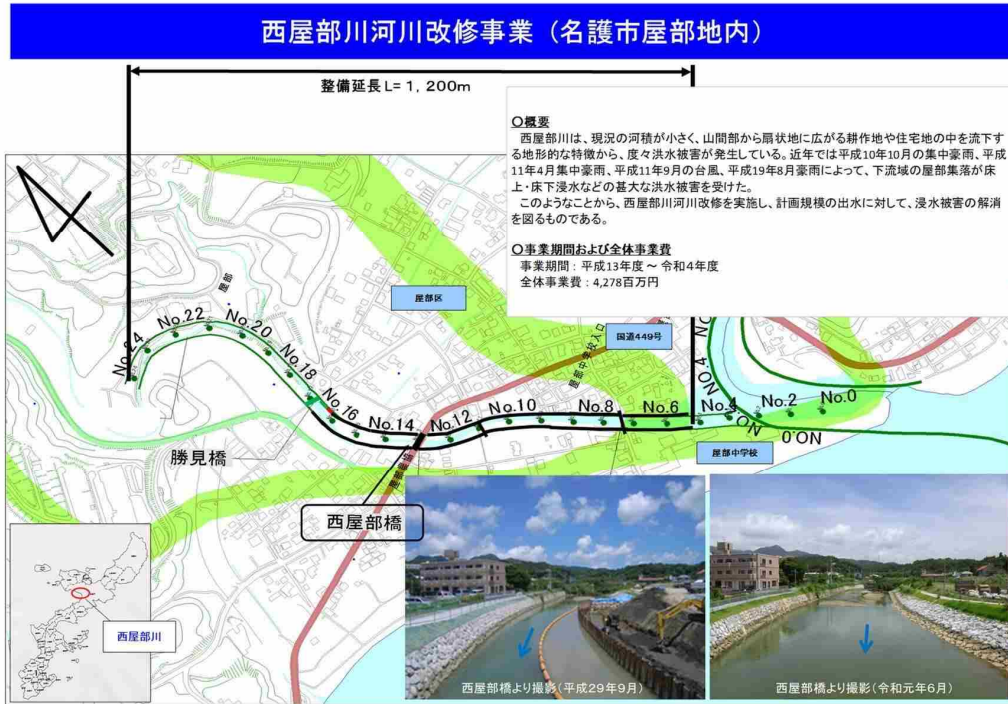 西屋部川河川改修事業（名護市屋部地内）
整備延長L=1,200m
○概要
西屋部川は、現況の河積が小さく、山間部から扇状地に広がる耕作地や住宅地の中を流下す
る地形的な特徴から、度々洪水被害が発生している。近年では平成10年10月の集中豪雨、平成
11年4月集中豪雨、平成11年9月の台風、平成19年8月豪雨によって、下流域の屋部集落が床
上・床下浸水などの甚大な洪水被害を受けた。
このようなことから、西屋部川河川改修を実施し、計画規模の出水に対して、浸水被害の解消
を図るものである。
○事業期間および全体事業費
事業期間：平成13年度 ～ 令和4年度
全体事業費：4,278百万円
屋部
屋部区
国道449号
屋部中学校入口
No.24
No.22
No.20
No.18
No.16
No.14
No.12
No.10
No.8
No.6
No.4
No.2
No.0
NO.4
NO.0
屋部中学校
勝見橋
西屋部橋
西屋部川
西屋部橋より撮影（平成29年9月）
西屋部橋より撮影（令和元年6月）